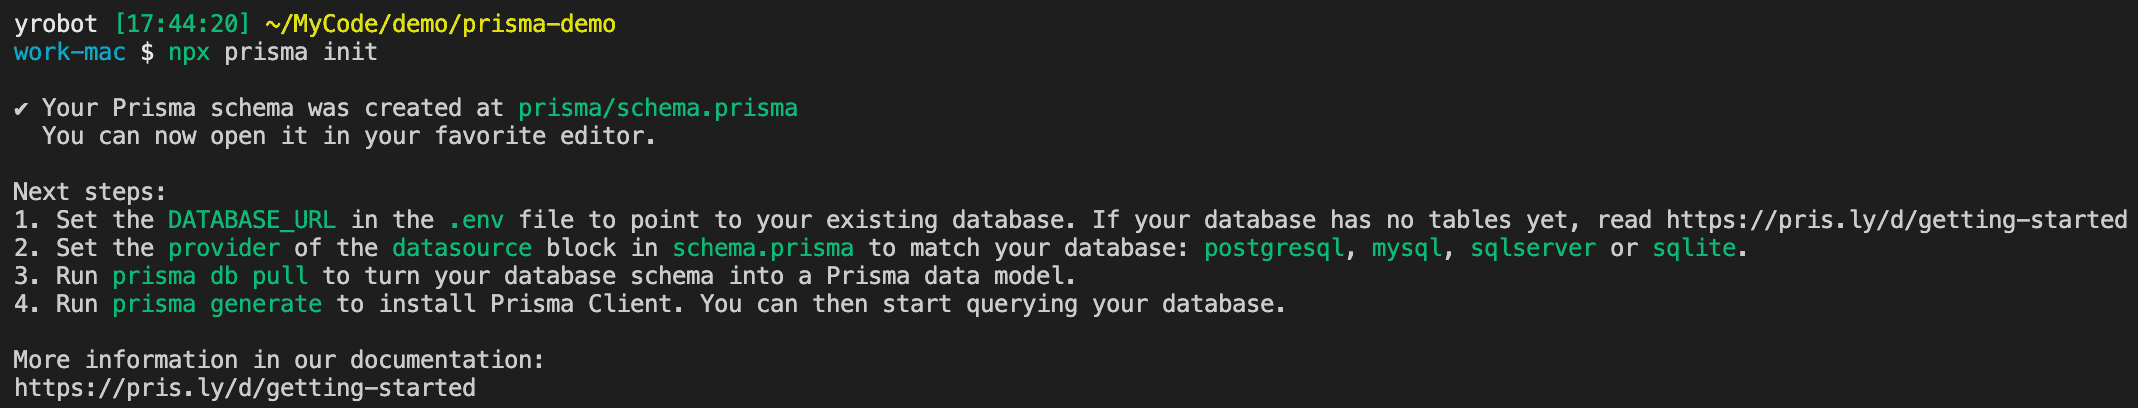 yrobot [17:44:20] ~/MyCode/demo/prisma-demo
work-mac $ npx prisma init
✔ Your Prisma schema was created at prisma/schema.prisma
You can now open it in your favorite editor.
Next steps:
1. Set the DATABASE_URL in the .env file to point to your existing database. If your database has no tables yet, read https://pris.ly/d/getting-started
2. Set the provider of the datasource block in schema.prisma to match your database: postgresql, mysql, sqlserver or sqlite.
3. Run prisma db pull to turn your database schema into a Prisma data model.
4. Run prisma generate to install Prisma Client. You can then start querying your database.
More information in our documentation:
https://pris.ly/d/getting-started